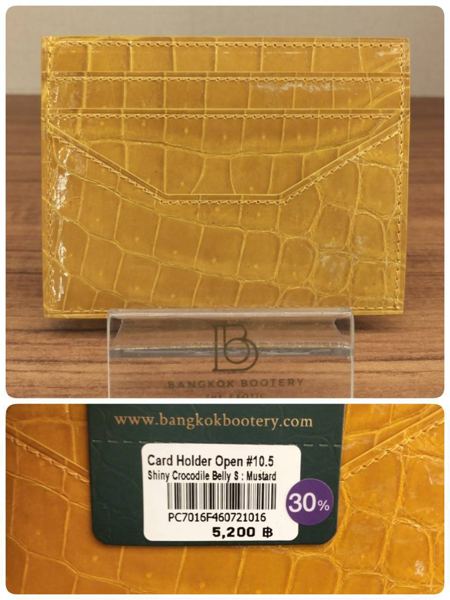 B
BANGKOK BOOTERY
www.bangkokbootery.com
Card Holder Open #10.5
Shiny Crocodile Belly S : Mustard
PC7016F460721016
5,200 ฿
30%